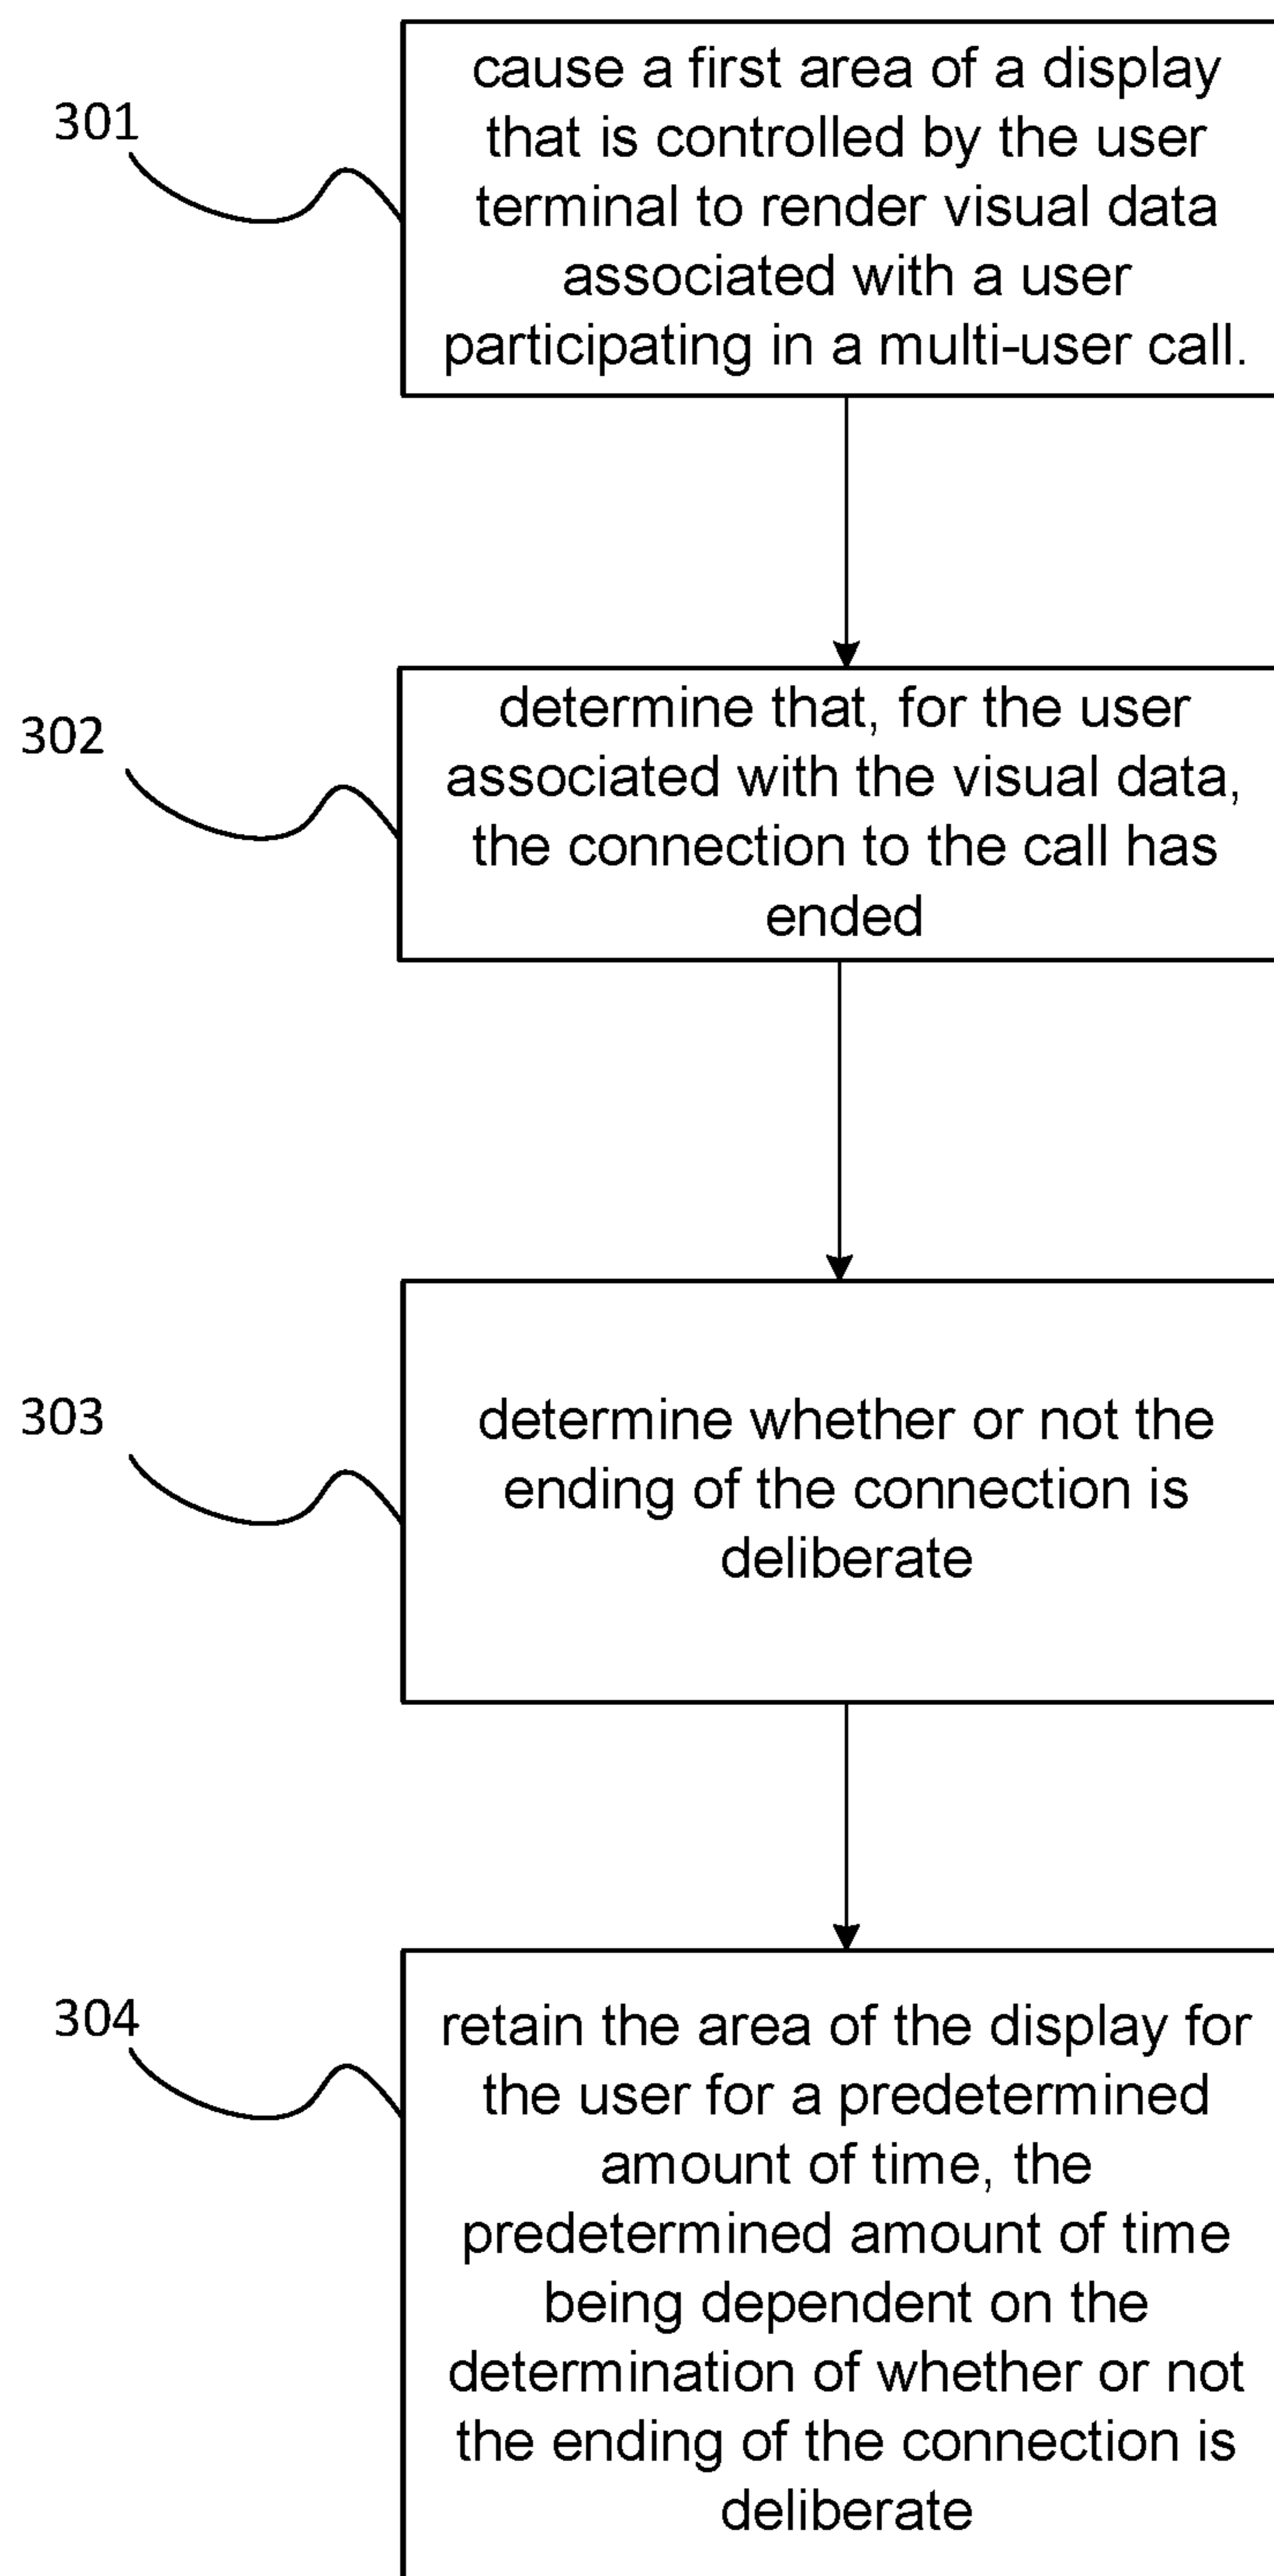 301
cause a first area of a display
that is controlled by the user
terminal to render visual data
associated with a user
participating in a multi-user call.
302
determine that, for the user
associated with the visual data,
the connection to the call has
ended
303
determine whether or not the
ending of the connection is
deliberate
304
retain the area of the display for
the user for a predetermined
amount of time, the
predetermined amount of time
being dependent on the
determination of whether or not
the ending of the connection is
deliberate